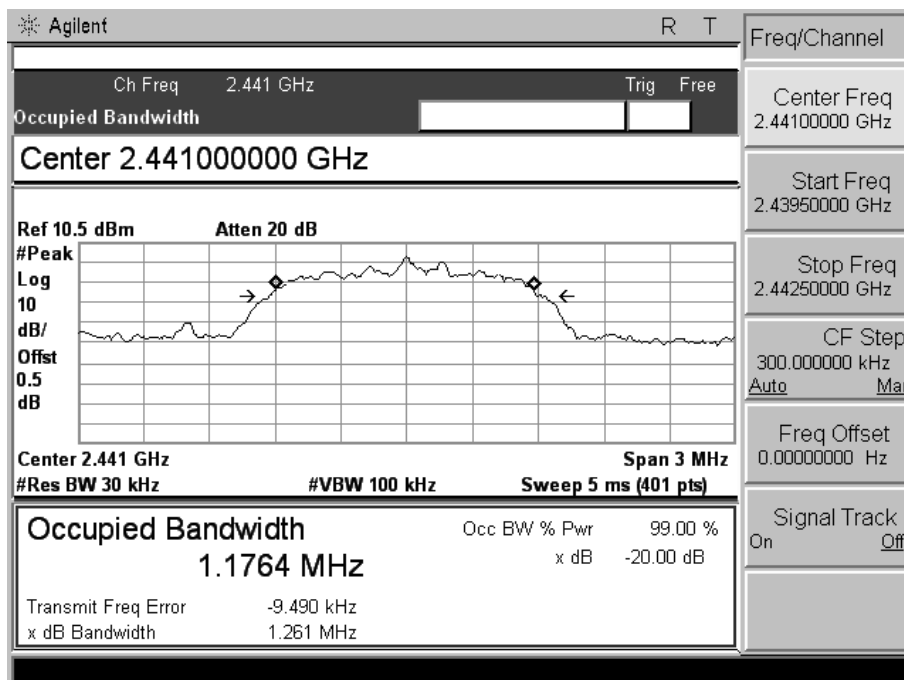 Agilent R T
Freq/Channel
Ch Freq 2.441 GHz Trig Free
Occupied Bandwidth
Center 2.441000000 GHz
Ref 10.5 dBm Atten 20 dB
#Peak
Log
10
dB/
Offst
0.5
dB
Center 2.441 GHz Span 3 MHz
#Res BW 30 kHz #VBW 100 kHz Sweep 5 ms (401 pts)
Occupied Bandwidth Occ BW % Pwr 99.00 %
1.1764 MHz x dB -20.00 dB
Transmit Freq Error -9.490 kHz
x dB Bandwidth 1.261 MHz
Center Freq
2.44100000 GHz
Start Freq
2.43950000 GHz
Stop Freq
2.44250000 GHz
CF Step
300.000000 kHz
Auto Man
Freq Offset
0.00000000 Hz
Signal Track
On Off